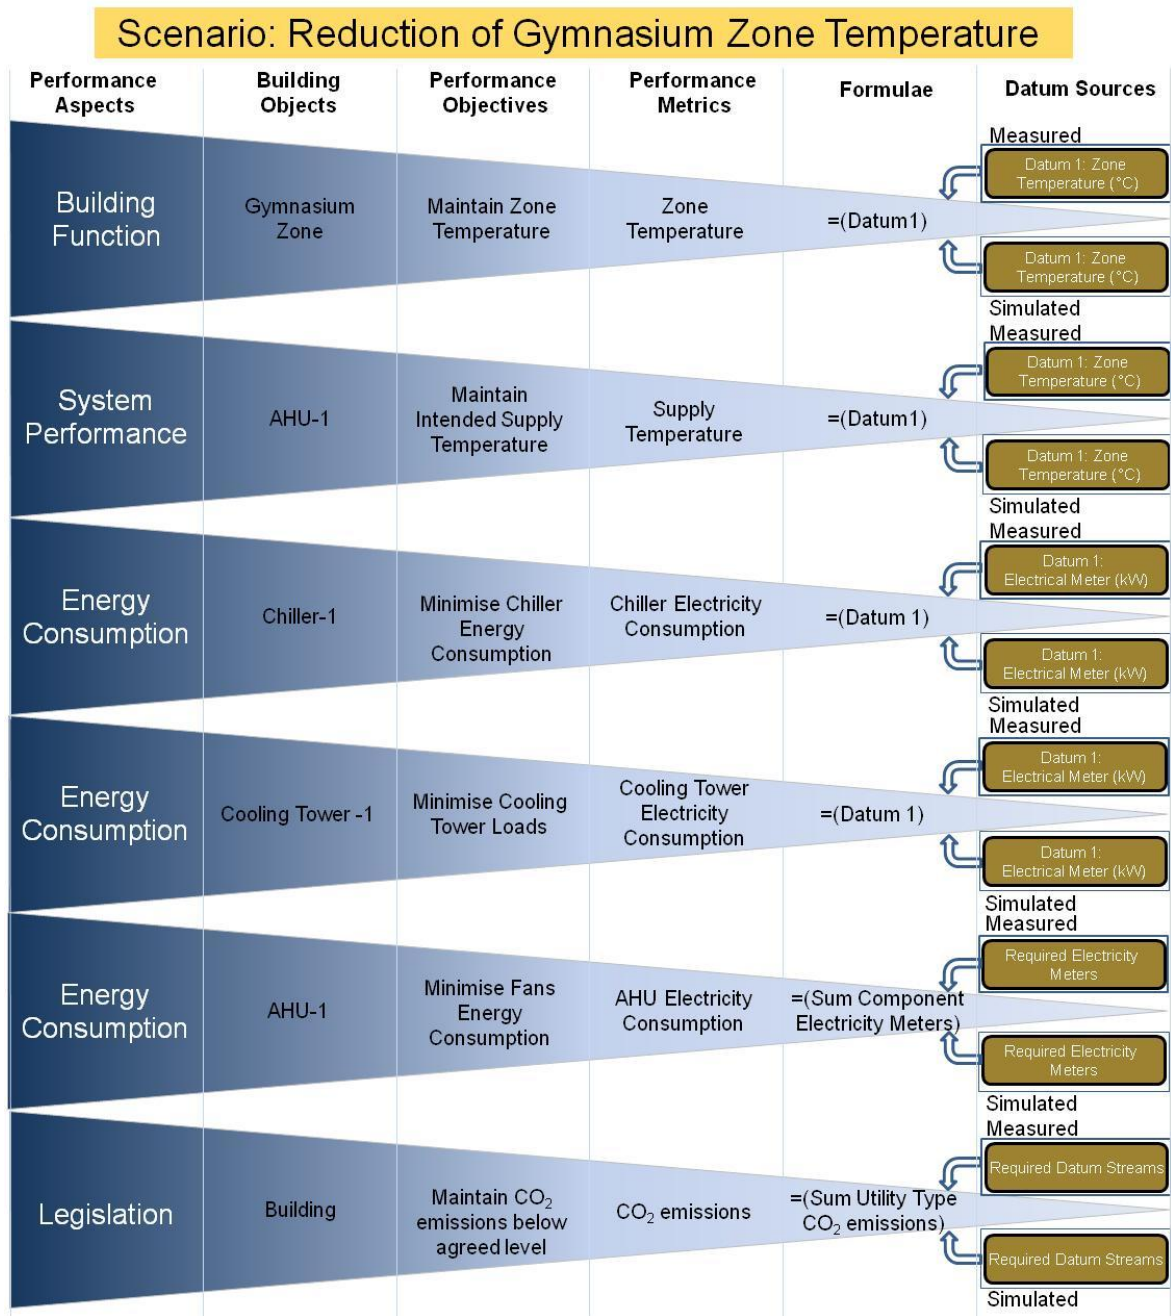 Scenario: Reduction of Gymnasium Zone Temperature
Performance
Aspects
Building
Objects
Performance
Objectives
Performance
Metrics
Formulae
Datum Sources
Building
Function
Gymnasium
Zone
Maintain Zone
Temperature
Zone
Temperature
=(Datum1)
Measured
Datum 1: Zone
Temperature (°C)
Datum 1: Zone
Temperature (°C)
Simulated
System
Performance
AHU-1
Maintain
Intended Supply
Temperature
Supply
Temperature
=(Datum1)
Measured
Datum 1: Zone
Temperature (°C)
Datum 1: Zone
Temperature (°C)
Simulated
Energy
Consumption
Chiller-1
Minimise Chiller
Energy
Consumption
Chiller Electricity
Consumption
=(Datum 1)
Measured
Datum 1:
Electrical Meter (kW)
Datum 1:
Electrical Meter (kW)
Simulated
Energy
Consumption
Cooling Tower -1
Minimise Cooling
Tower Loads
Cooling Tower
Electricity
Consumption
=(Datum 1)
Measured
Datum 1:
Electrical Meter (kW)
Datum 1:
Electrical Meter (kW)
Simulated
Energy
Consumption
AHU-1
Minimise Fans
Energy
Consumption
AHU Electricity
Consumption
=(Sum Component
Electricity Meters)
Measured
Required Electricity
Meters
Required Electricity
Meters
Simulated
Legislation
Building
Maintain CO₂
emissions below
agreed level
CO₂ emissions
=(Sum Utility Type
CO₂ emissions)
Measured
Required Datum Streams
Required Datum Streams
Simulated